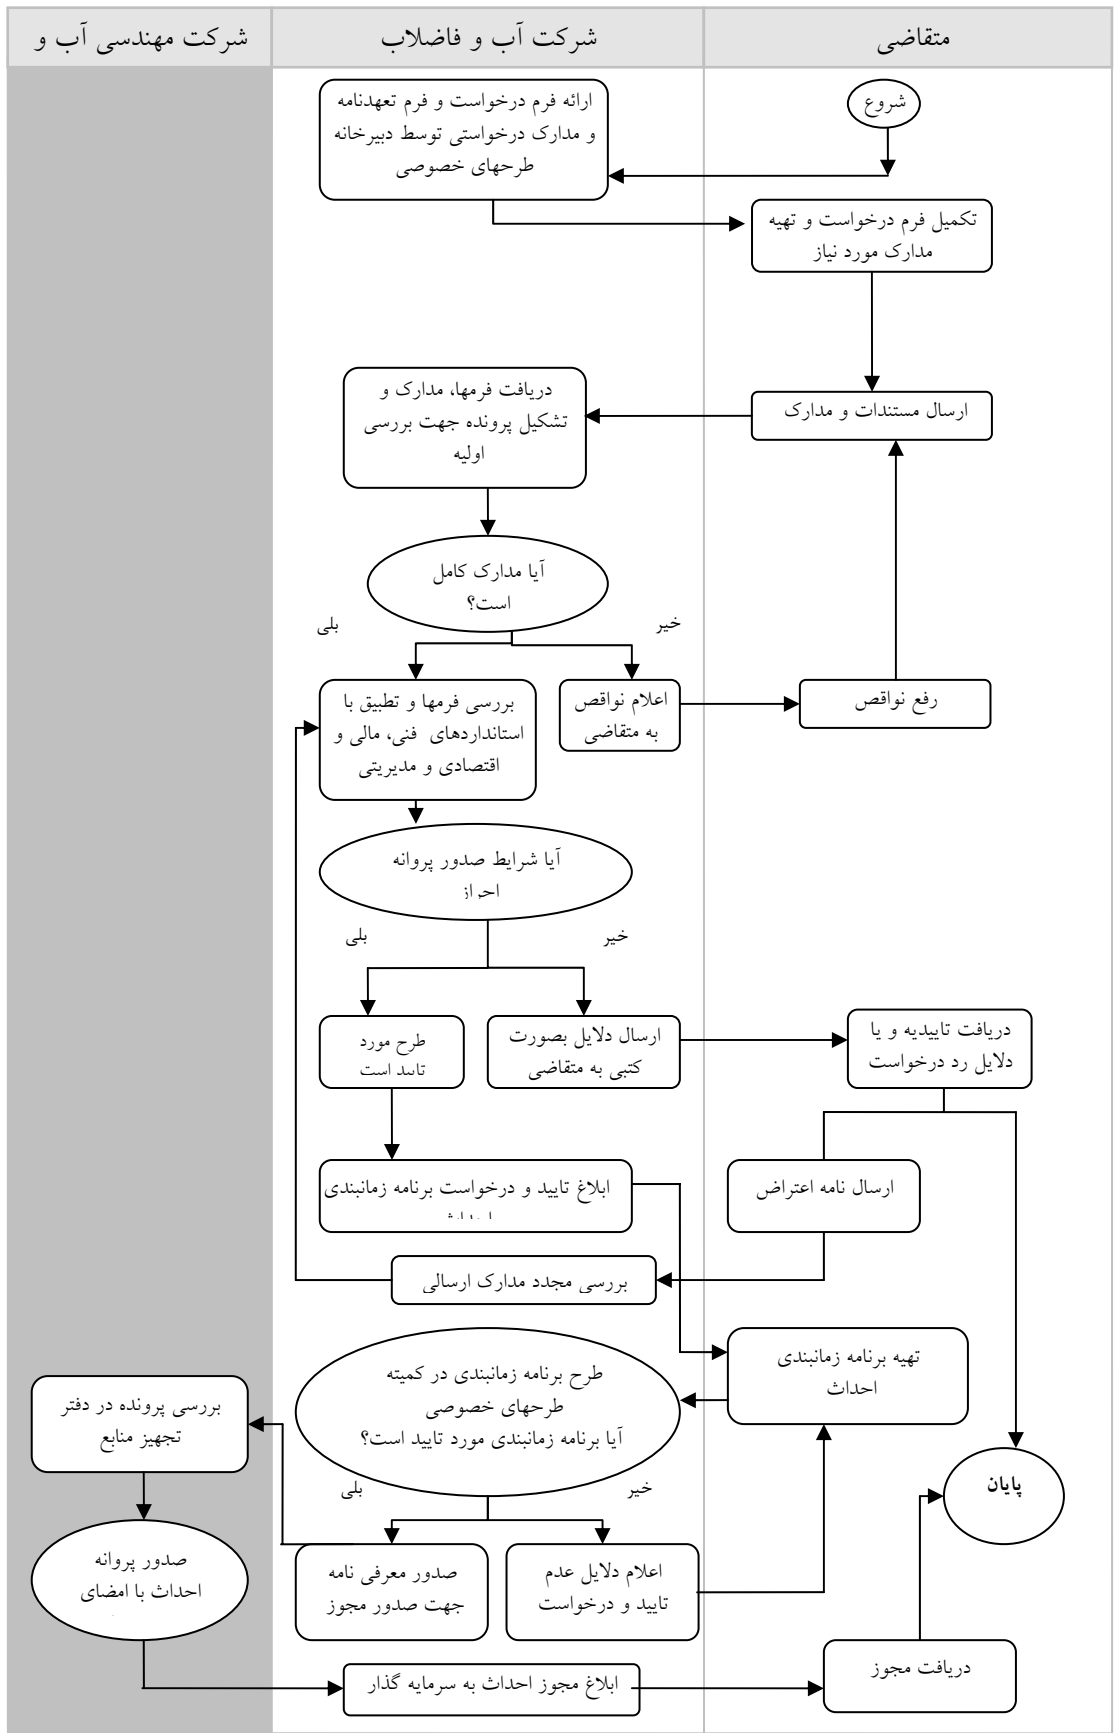 متقاضی
شرکت آب و فاضلاب
شرکت مهندسی آب و
شروع
ارائه فرم درخواست و فرم تعهدنامه
و مدارک درخواستی توسط دبیرخانه
طرحهای خصوصی
تکمیل فرم درخواست و تهیه
مدارک مورد نیاز
ارسال مستندات و مدارک
دریافت فرمها، مدارک و
تشکیل پرونده جهت بررسی
اولیه
آیا مدارک کامل
است؟
خیر
بلی
بررسی فرمها و تطبیق با
استانداردهای فنی، مالی و
اقتصادی و مدیریتی
اعلام نواقص
به متقاضی
رفع نواقص
آیا شرایط صدور پروانه
احراز
خیر
بلی
طرح مورد
تایید است
ارسال دلایل بصورت
کتبی به متقاضی
دریافت تاییدیه و یا
دلایل رد درخواست
ابلاغ تایید و درخواست برنامه زمانبندی
ارسال نامه اعتراض
بررسی مجدد مدارک ارسالی
تهیه برنامه زمانبندی
احداث
طرح برنامه زمانبندی در کمیته
طرحهای خصوصی
آیا برنامه زمانبندی مورد تایید است؟
خیر
بلی
بررسی پرونده در دفتر
تجهیز منابع
پایان
صدور معرفی نامه
جهت صدور مجوز
اعلام دلایل عدم
تایید و درخواست
صدور پروانه
احداث با امضای
ابلاغ مجوز احداث به سرمایه گذار
دریافت مجوز